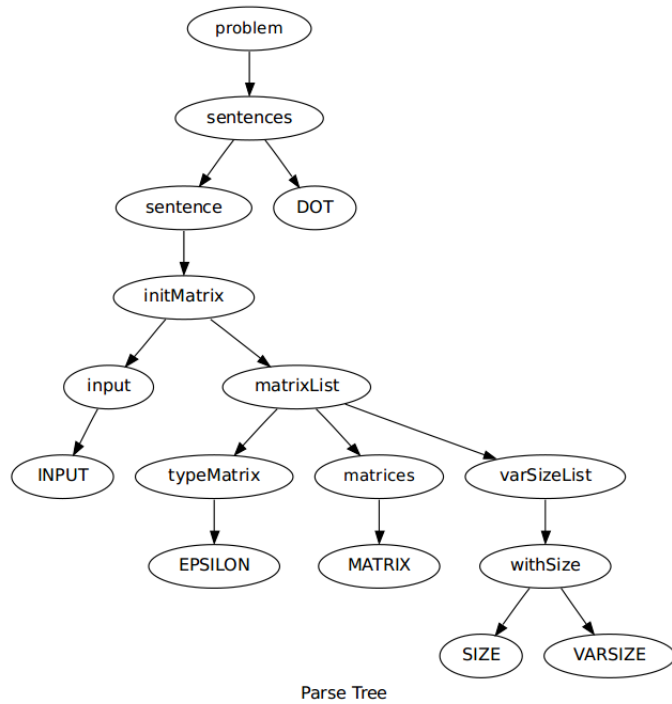 problem
sentences
sentence
DOT
initMatrix
input
matrixList
INPUT
typeMatrix
matrices
varSizeList
EPSILON
MATRIX
withSize
SIZE
VARSIZE
Parse Tree